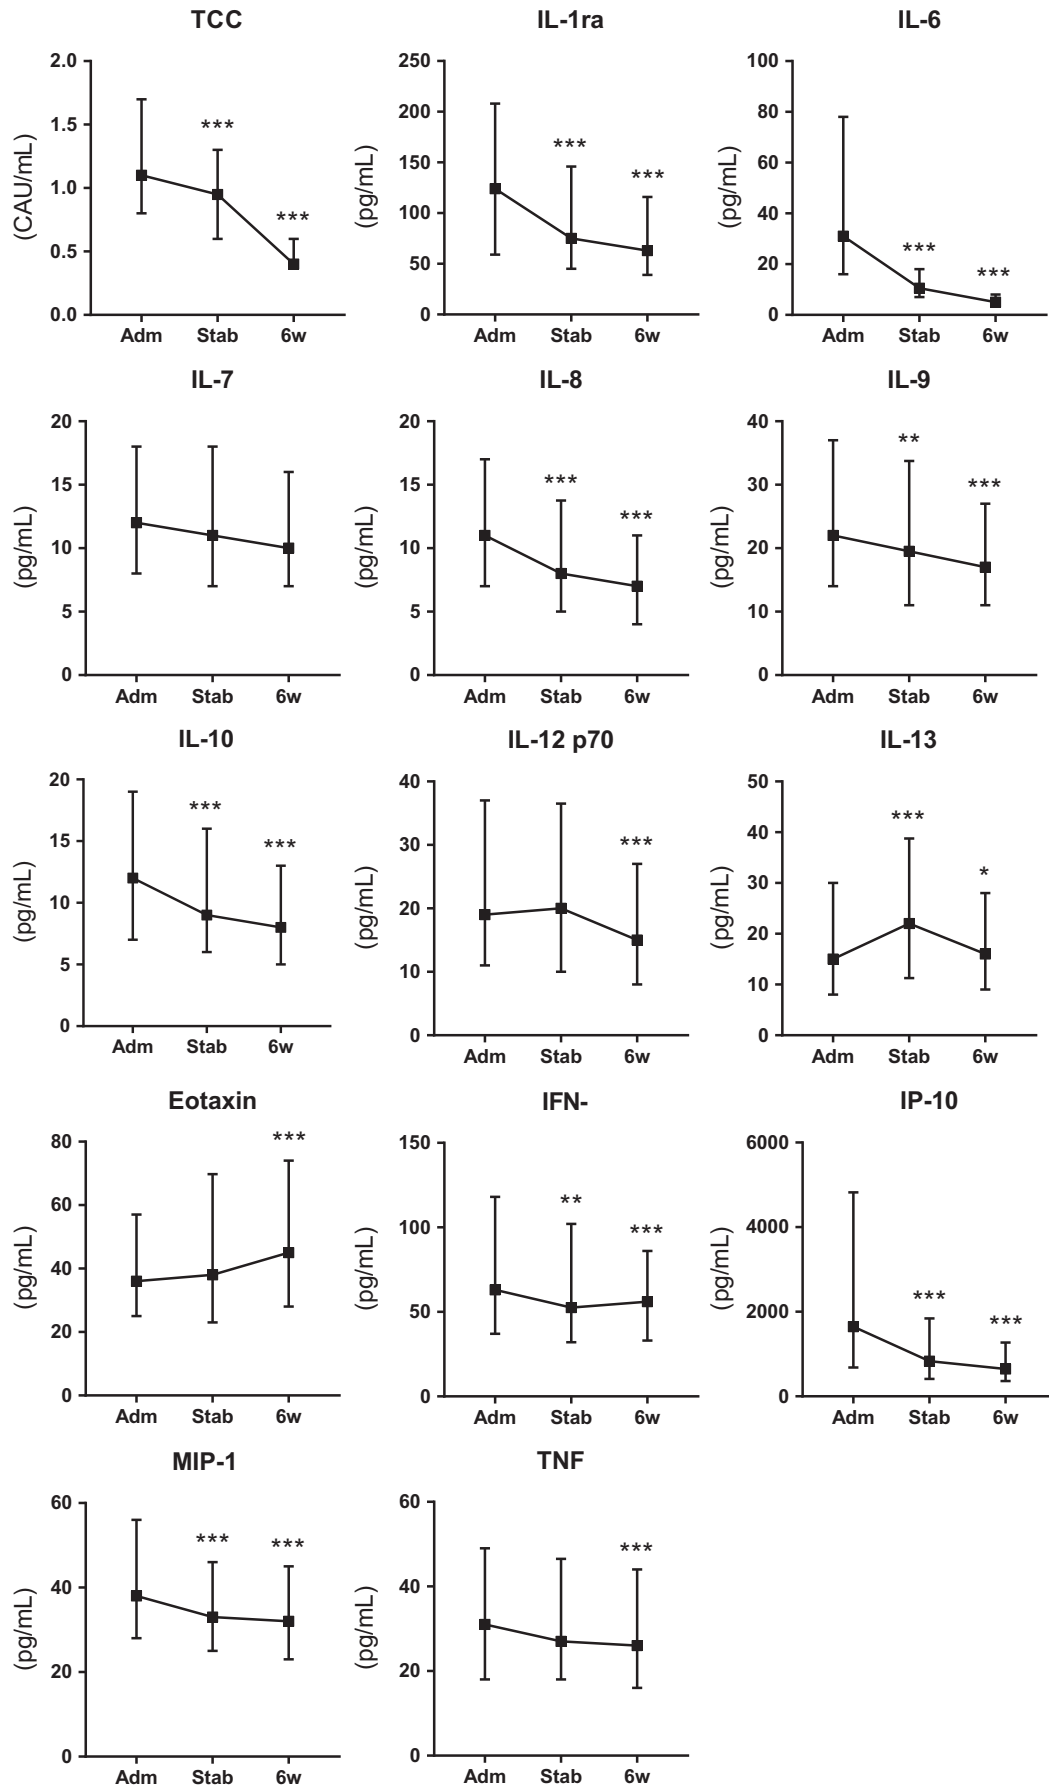 TCC IL-1ra IL-6
2.0 250 100
1.5 *** 200 80
(CAU/mL) 1.0 *** (pg/mL) 150 *** *** (pg/mL) 60
100 40
0.5 50 20 *** ***
0.0 0 0
Adm Stab 6w Adm Stab 6w Adm Stab 6w
IL-7 IL-8 IL-9
20 20 40
15 15 *** *** 30 ** ***
(pg/mL) 10 (pg/mL) 10 (pg/mL) 20
5 5 10
0 0 0
Adm Stab 6w Adm Stab 6w Adm Stab 6w
IL-10 IL-12 p70 IL-13
20 40 50
15 *** *** 30 *** 40 *** *
(pg/mL) 10 (pg/mL) 20 (pg/mL) 30
20
5 10 10
0 0 0
Adm Stab 6w Adm Stab 6w Adm Stab 6w
Eotaxin IFN- IP-10
80 *** 150 6000
60 ** ***
(pg/mL) 40 (pg/mL) 100 (pg/mL) 4000
20 50 2000 *** ***
0 0 0
Adm Stab 6w Adm Stab 6w Adm Stab 6w
MIP-1 TNF
60 *** *** 60 ***
(pg/mL) 40 (pg/mL) 40
20 20
0 0
Adm Stab 6w Adm Stab 6w